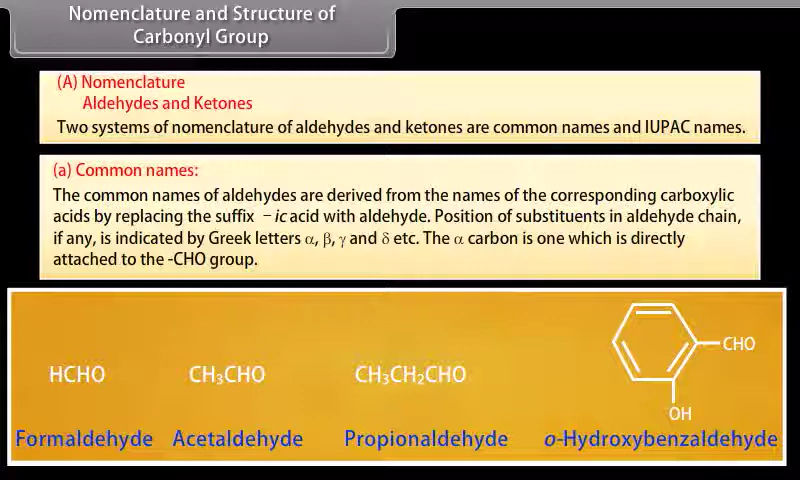 Nomenclature and Structure of
Carbonyl Group
(A) Nomenclature
Aldehydes and Ketones
Two systems of nomenclature of aldehydes and ketones are common names and IUPAC names.
(a) Common names:
The common names of aldehydes are derived from the names of the corresponding carboxylic
acids by replacing the suffix –ic acid with aldehyde. Position of substituents in aldehyde chain,
if any, is indicated by Greek letters α, β, γ and δ etc. The α carbon is one which is directly
attached to the -CHO group.
CHO
HCHO CH₃CHO CH₃CH₂CHO
OH
Formaldehyde Acetaldehyde Propionaldehyde o-Hydroxybenzaldehyde